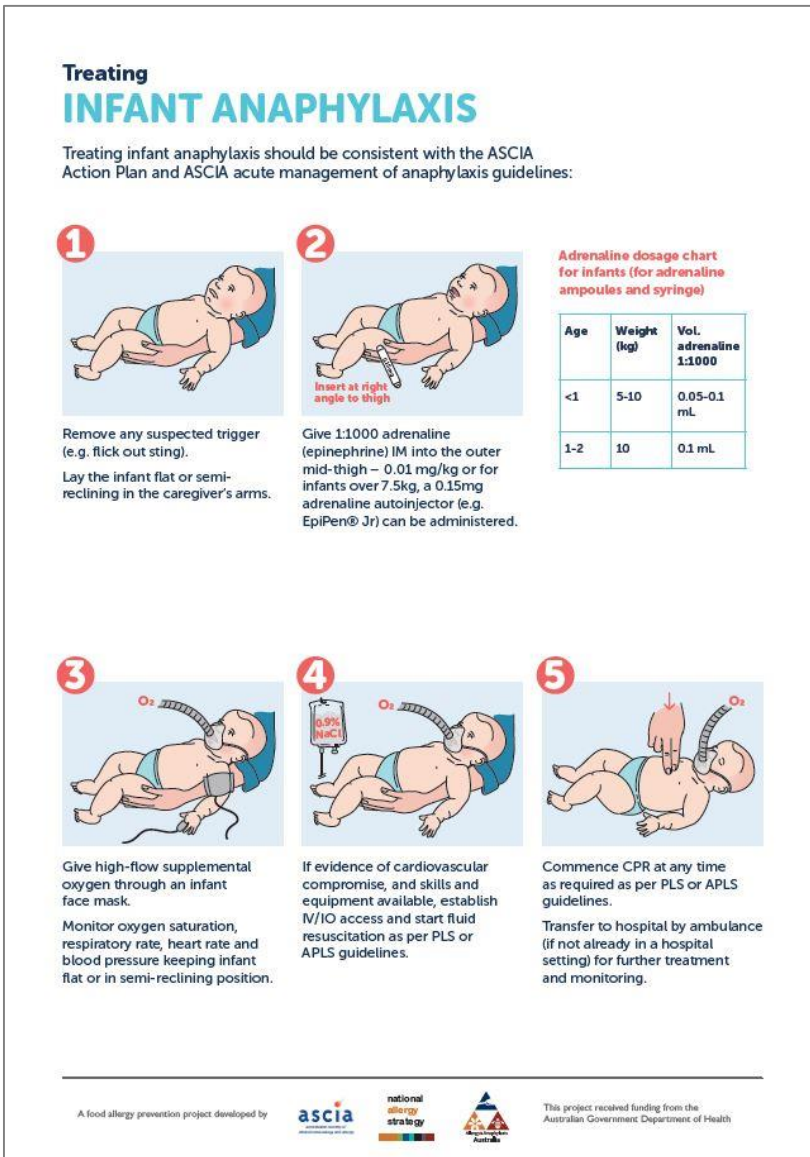 Treating
INFANT ANAPHYLAXIS
Treating infant anaphylaxis should be consistent with the ASCIA
Action Plan and ASCIA acute management of anaphylaxis guidelines:
1
Remove any suspected trigger
(e.g. flick out sting).
Lay the infant flat or semi-
reclining in the caregiver's arms.
2
Insert at right
angle to thigh
Give 1:1000 adrenaline
(epinephrine) IM into the outer
mid-thigh – 0.01 mg/kg or for
infants over 7.5kg, a 0.15mg
adrenaline autoinjector (e.g.
EpiPen® Jr) can be administered.
Adrenaline dosage chart
for infants (for adrenaline
ampoules and syringe)
Age Weight (kg) Vol. adrenaline 1:1000
<1 5-10 0.05-0.1 mL
1-2 10 0.1 mL
3
O₂
Give high-flow supplemental
oxygen through an infant
face mask.
Monitor oxygen saturation,
respiratory rate, heart rate and
blood pressure keeping infant
flat or in semi-reclining position.
4
0.9%
NaCl
O₂
If evidence of cardiovascular
compromise, and skills and
equipment available, establish
IV/IO access and start fluid
resuscitation as per PLS or
APLS guidelines.
5
O₂
Commence CPR at any time
as required as per PLS or APLS
guidelines.
Transfer to hospital by ambulance
(if not already in a hospital
setting) for further treatment
and monitoring.
A food allergy prevention project developed by
ascia
national
allergy
strategy
Australia
This project received funding from the
Australian Government Department of Health